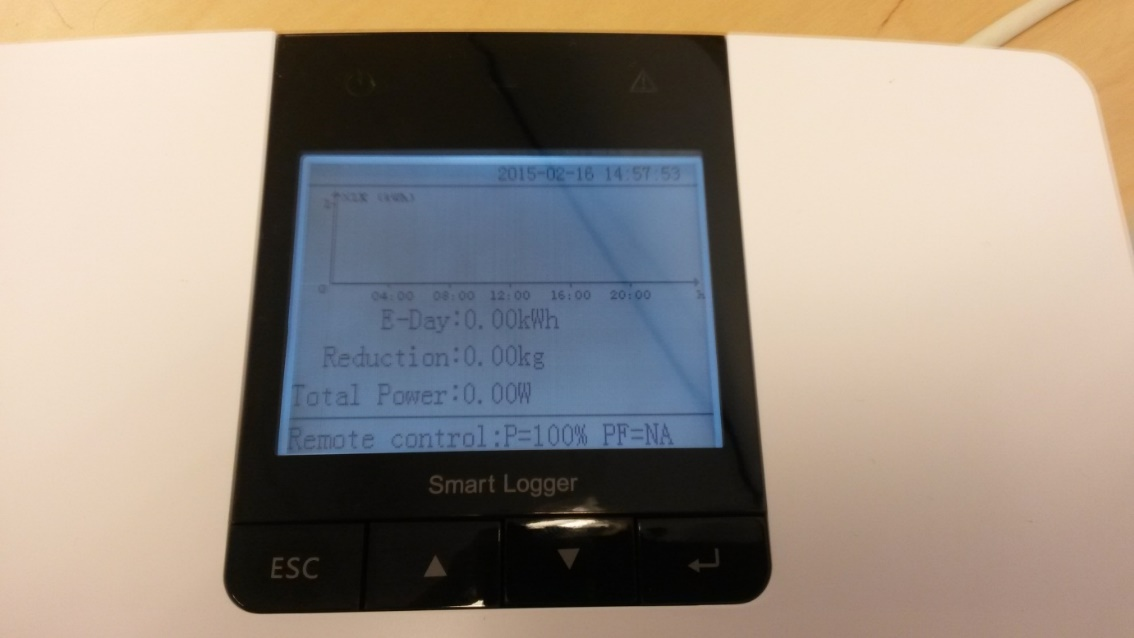 2015-02-16 14:57:53
0
04:00 08:00 12:00 16:00 20:00 h
E-Day:0.00kWh
Reduction:0.00kg
Total Power:0.00W
Remote control:P=100% PF=NA
Smart Logger
ESC